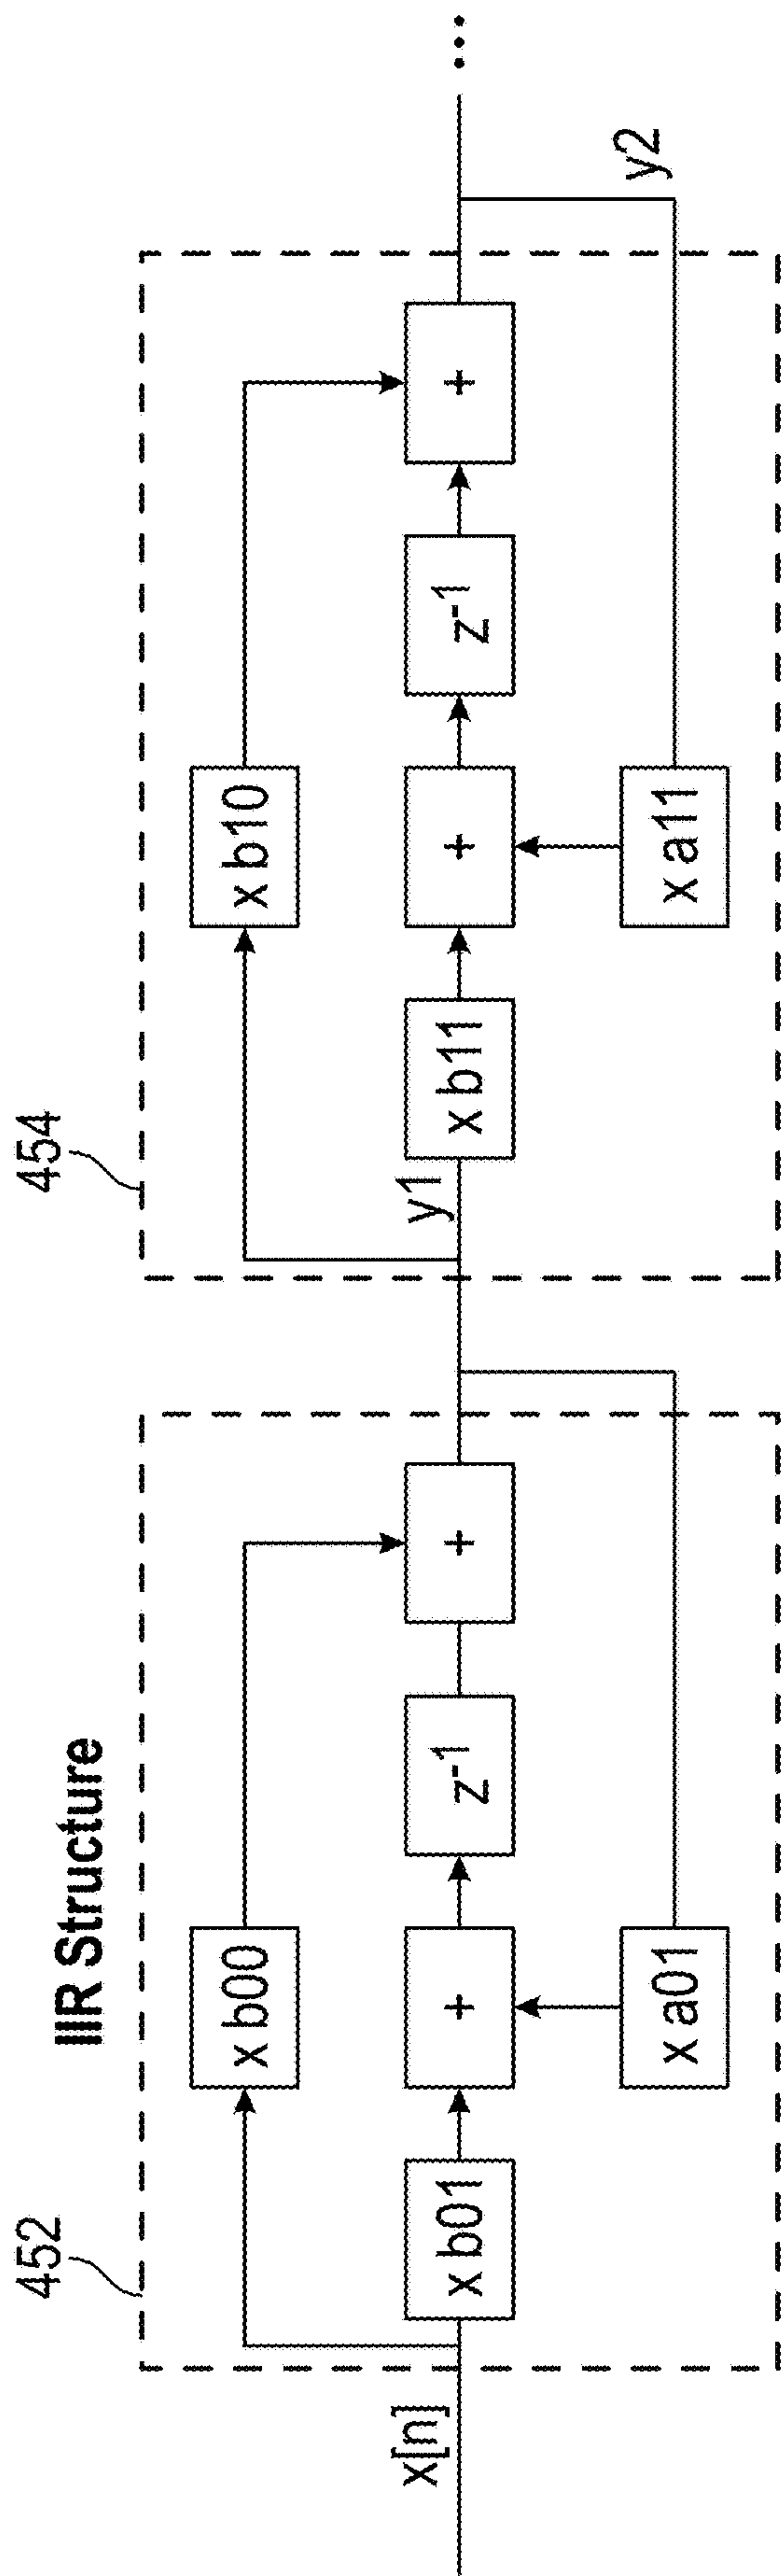 IIR Structure
452
454
x b00
x b10
x[n]
x b01
+
z-1
+
y1
x b11
+
z-1
+
...
x a01
x a11
y2